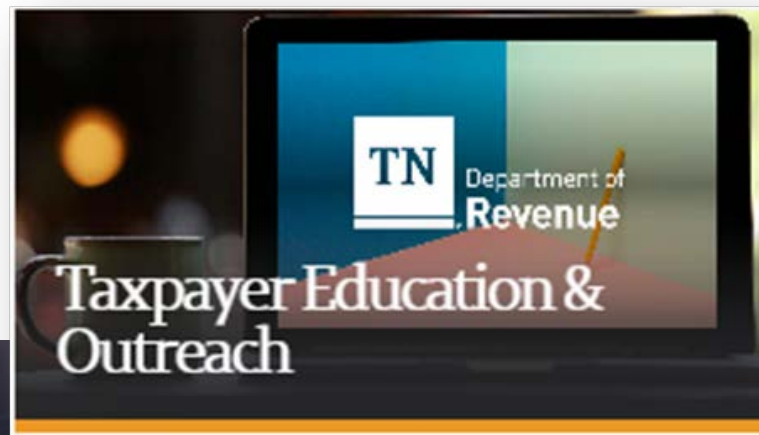 TN
Department of
Revenue
Taxpayer Education &
Outreach